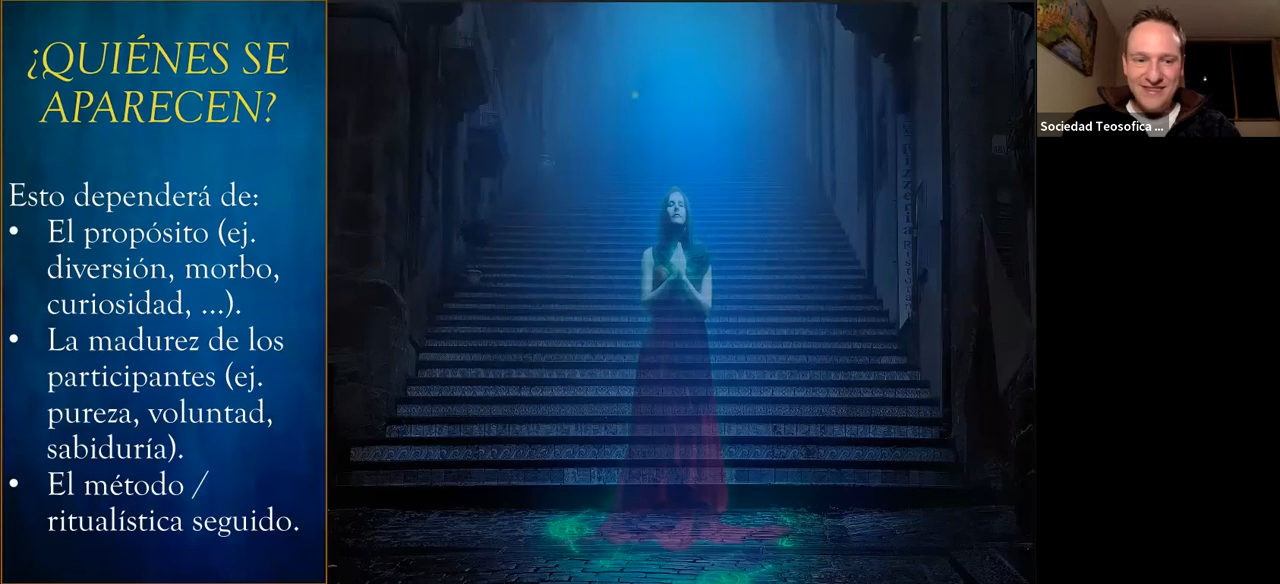 ¿QUIÉNES SE
APARECEN?
Esto dependerá de:
• El propósito (ej.
diversión, morbo,
curiosidad, ...).
• La madurez de los
participantes (ej.
pureza, voluntad,
sabiduría).
• El método /
ritualística seguido.
Sociedad Teosofica ...